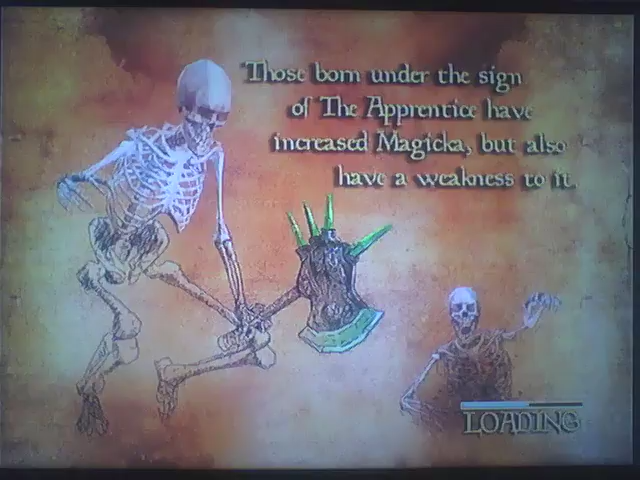 Those born under the sign
of The Apprentice have
increased Magicka, but also
have a weakness to it.
LOADING